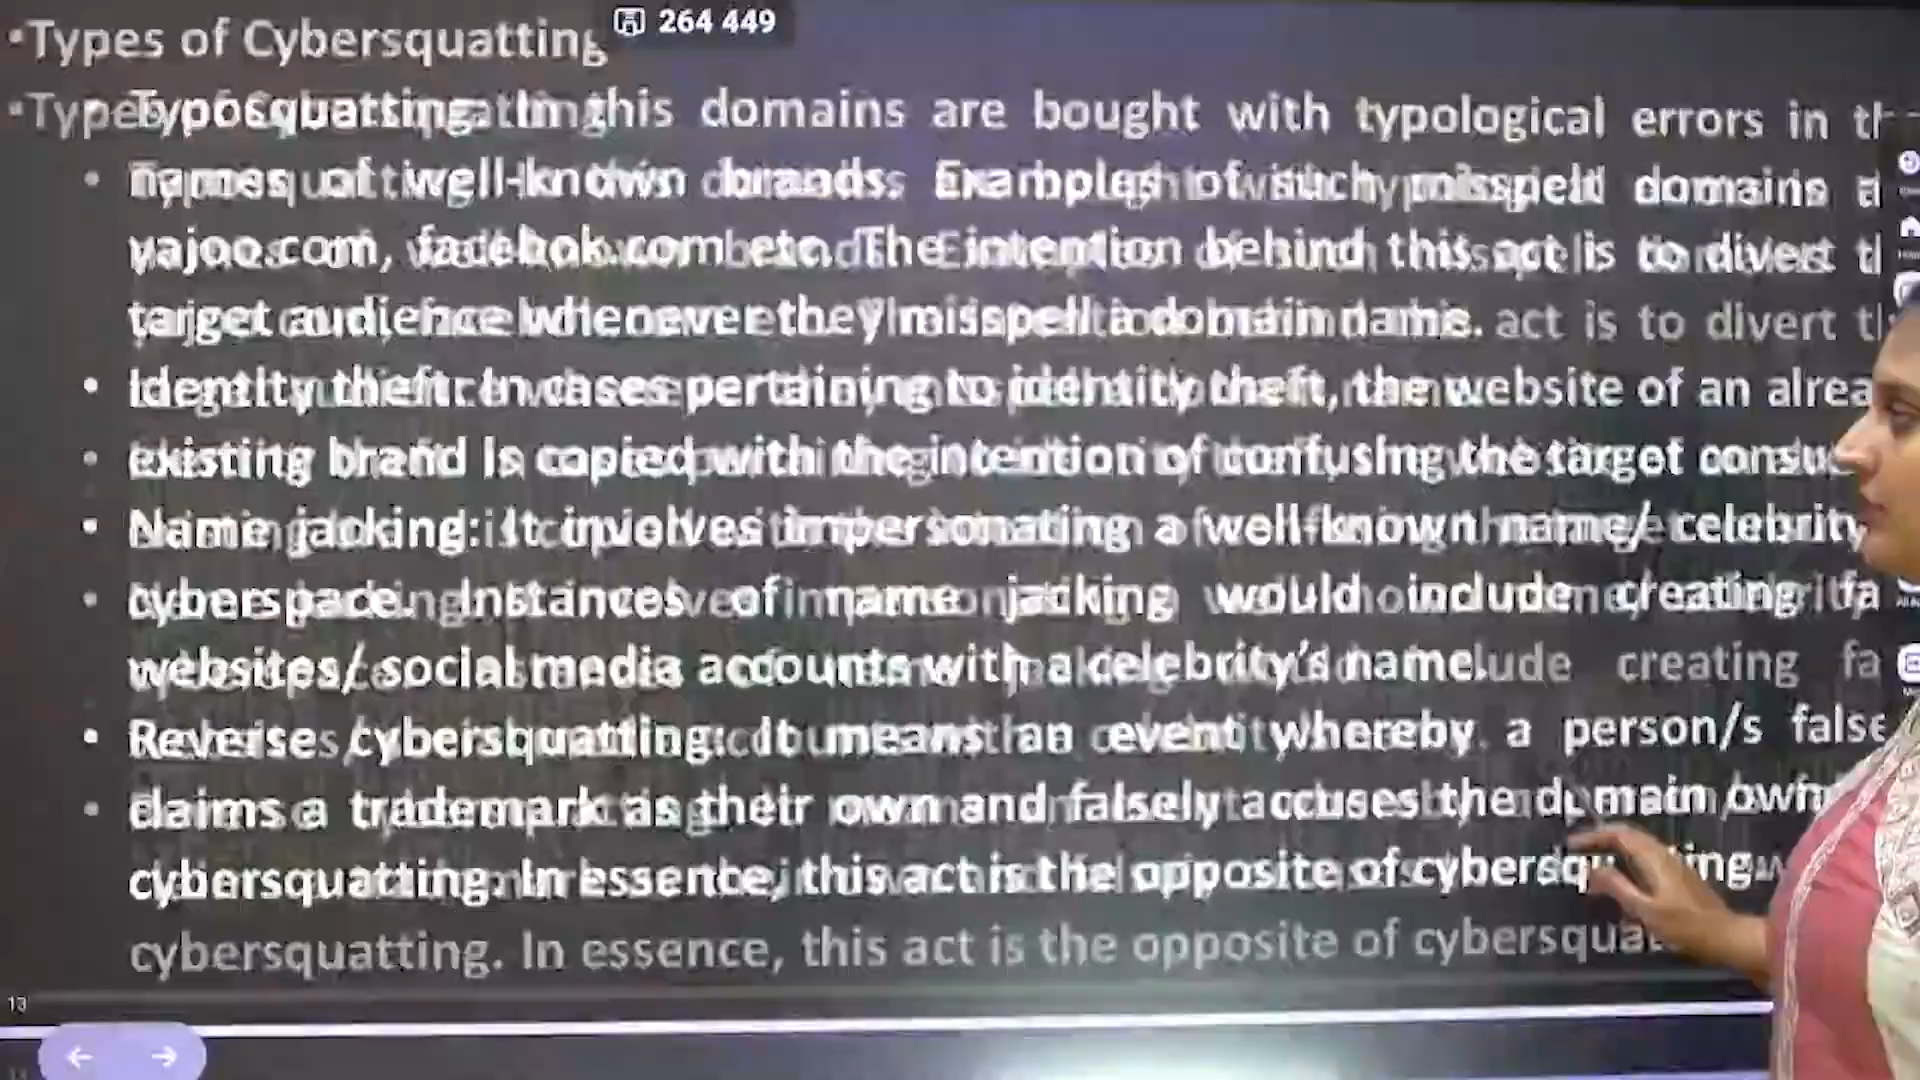 264 449
•Types of Cybersquatting
• Typosquatting: In this domains are bought with typological errors in
names of well-known brands. Examples of such misspelt domains
yajoo.com, facebok.com etc. The intention behind this act is to divert
target audience whenever they misspell a domain name.
• Identity theft: In cases pertaining to identity theft, the website of an alrea
existing brand is copied with the intention of confusing the target consu
• Name jacking: It involves impersonating a well-known name/ celebrity
cyberspace. Instances of name jacking would include creating fa
websites/ social media accounts with a celebrity's name.
• Reverse cybersquatting: It means an event whereby a person/s false
claims a trademark as their own and falsely accuses the domain own
cybersquatting. In essence, this act is the opposite of cybersquatting.
cybersquatting. In essence, this act is the opposite of cybersquat
13